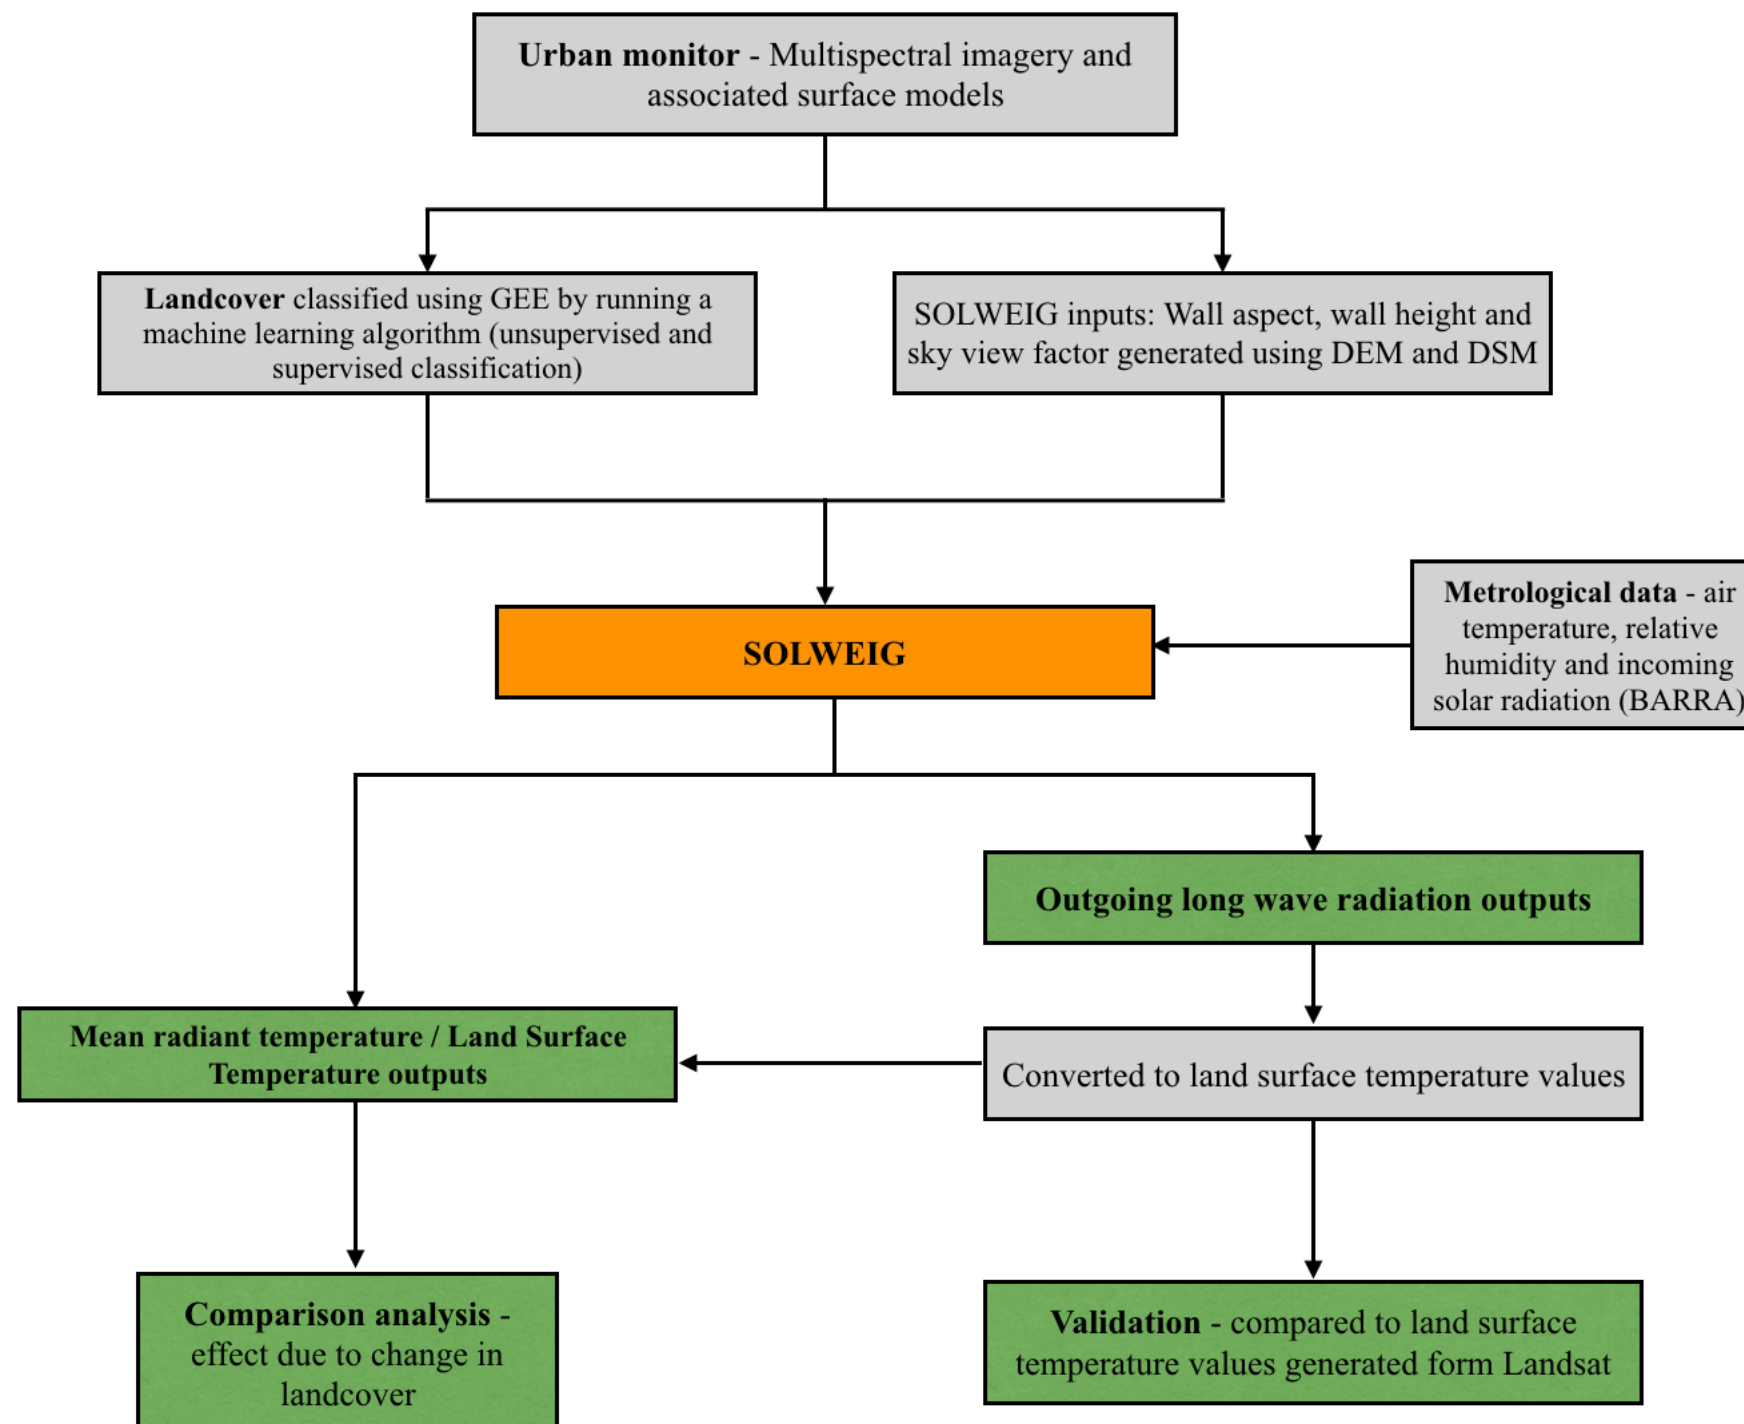 Urban monitor - Multispectral imagery and
associated surface models
Landcover classified using GEE by running a
machine learning algorithm (unsupervised and
supervised classification)
SOLWEIG inputs: Wall aspect, wall height and
sky view factor generated using DEM and DSM
Metrological data - air
temperature, relative
humidity and incoming
solar radiation (BARRA)
SOLWEIG
Outgoing long wave radiation outputs
Mean radiant temperature / Land Surface
Temperature outputs
Converted to land surface temperature values
Comparison analysis -
effect due to change in
landcover
Validation - compared to land surface
temperature values generated form Landsat